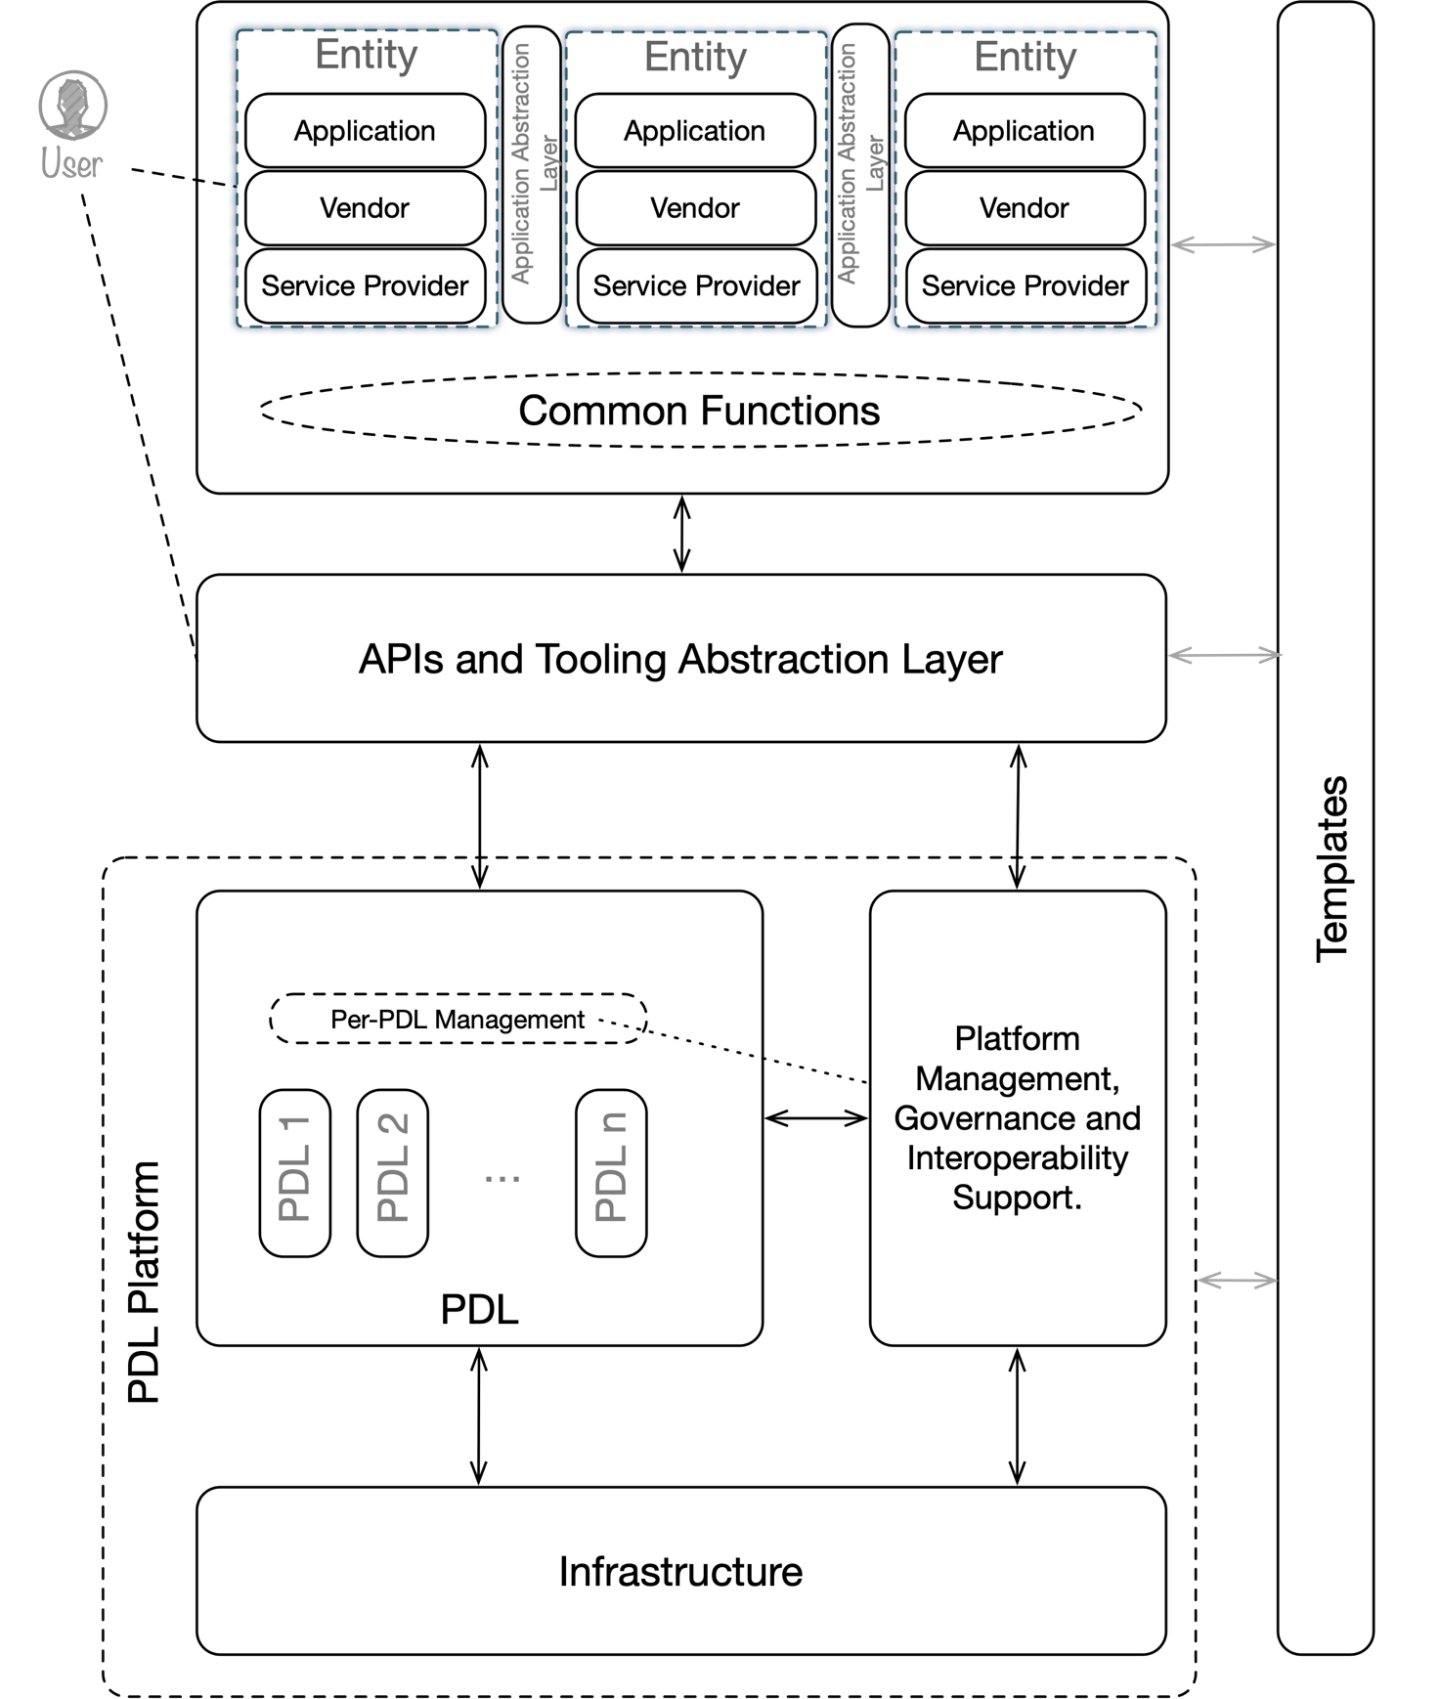 User
Entity
Application
Vendor
Service Provider
Application Abstraction
Layer
Entity
Application
Vendor
Service Provider
Application Abstraction
Layer
Entity
Application
Vendor
Service Provider
Common Functions
APIs and Tooling Abstraction Layer
Templates
PDL Platform
Per-PDL Management
PDL 1
PDL 2
...
PDL n
PDL
Platform
Management,
Governance and
Interoperability
Support.
Infrastructure